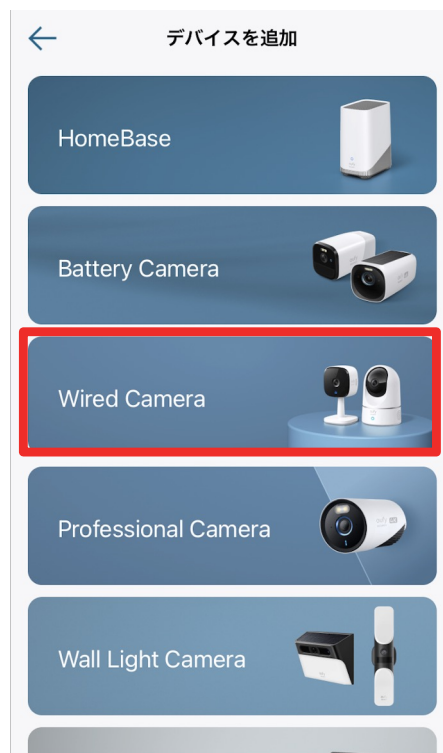 デバイスを追加
HomeBase
Battery Camera
Wired Camera
Professional Camera
Wall Light Camera